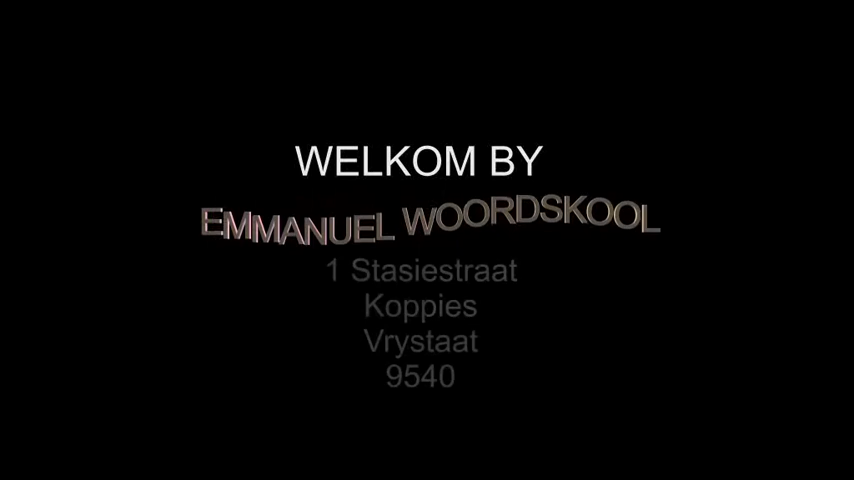 WELKOM BY
EMMANUEL WOORDSKOOL
1 Stasiestraat
Koppies
Vrystaat
9540